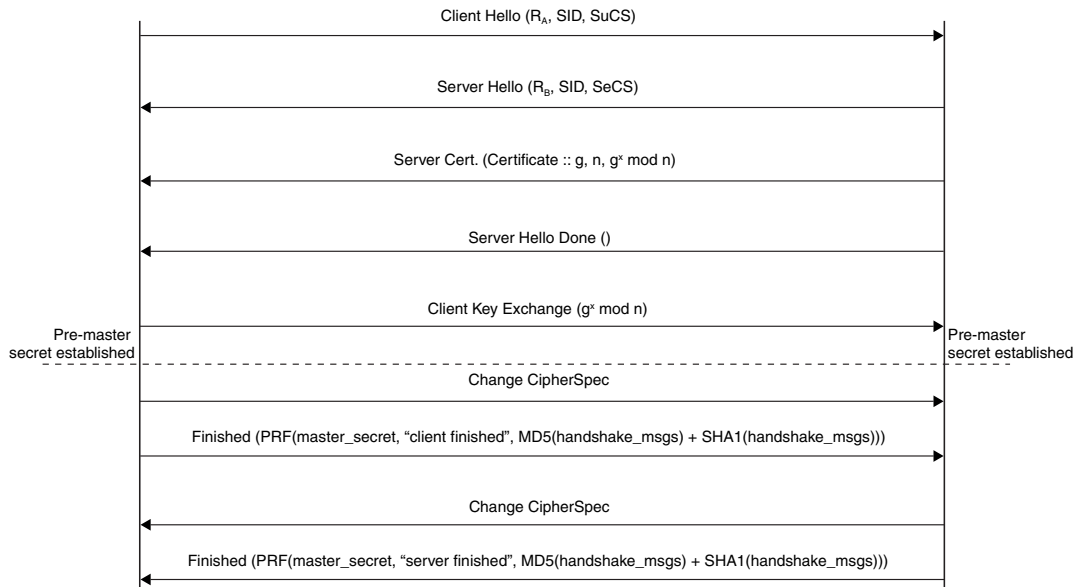 Client Hello (R_A, SID, SuCS)
Server Hello (R_B, SID, SeCS)
Server Cert. (Certificate :: g, n, gˣ mod n)
Server Hello Done ()
Client Key Exchange (gˣ mod n)
Pre-master
secret established
Pre-master
secret established
Change CipherSpec
Finished (PRF(master_secret, “client finished”, MD5(handshake_msgs) + SHA1(handshake_msgs)))
Change CipherSpec
Finished (PRF(master_secret, “server finished”, MD5(handshake_msgs) + SHA1(handshake_msgs)))